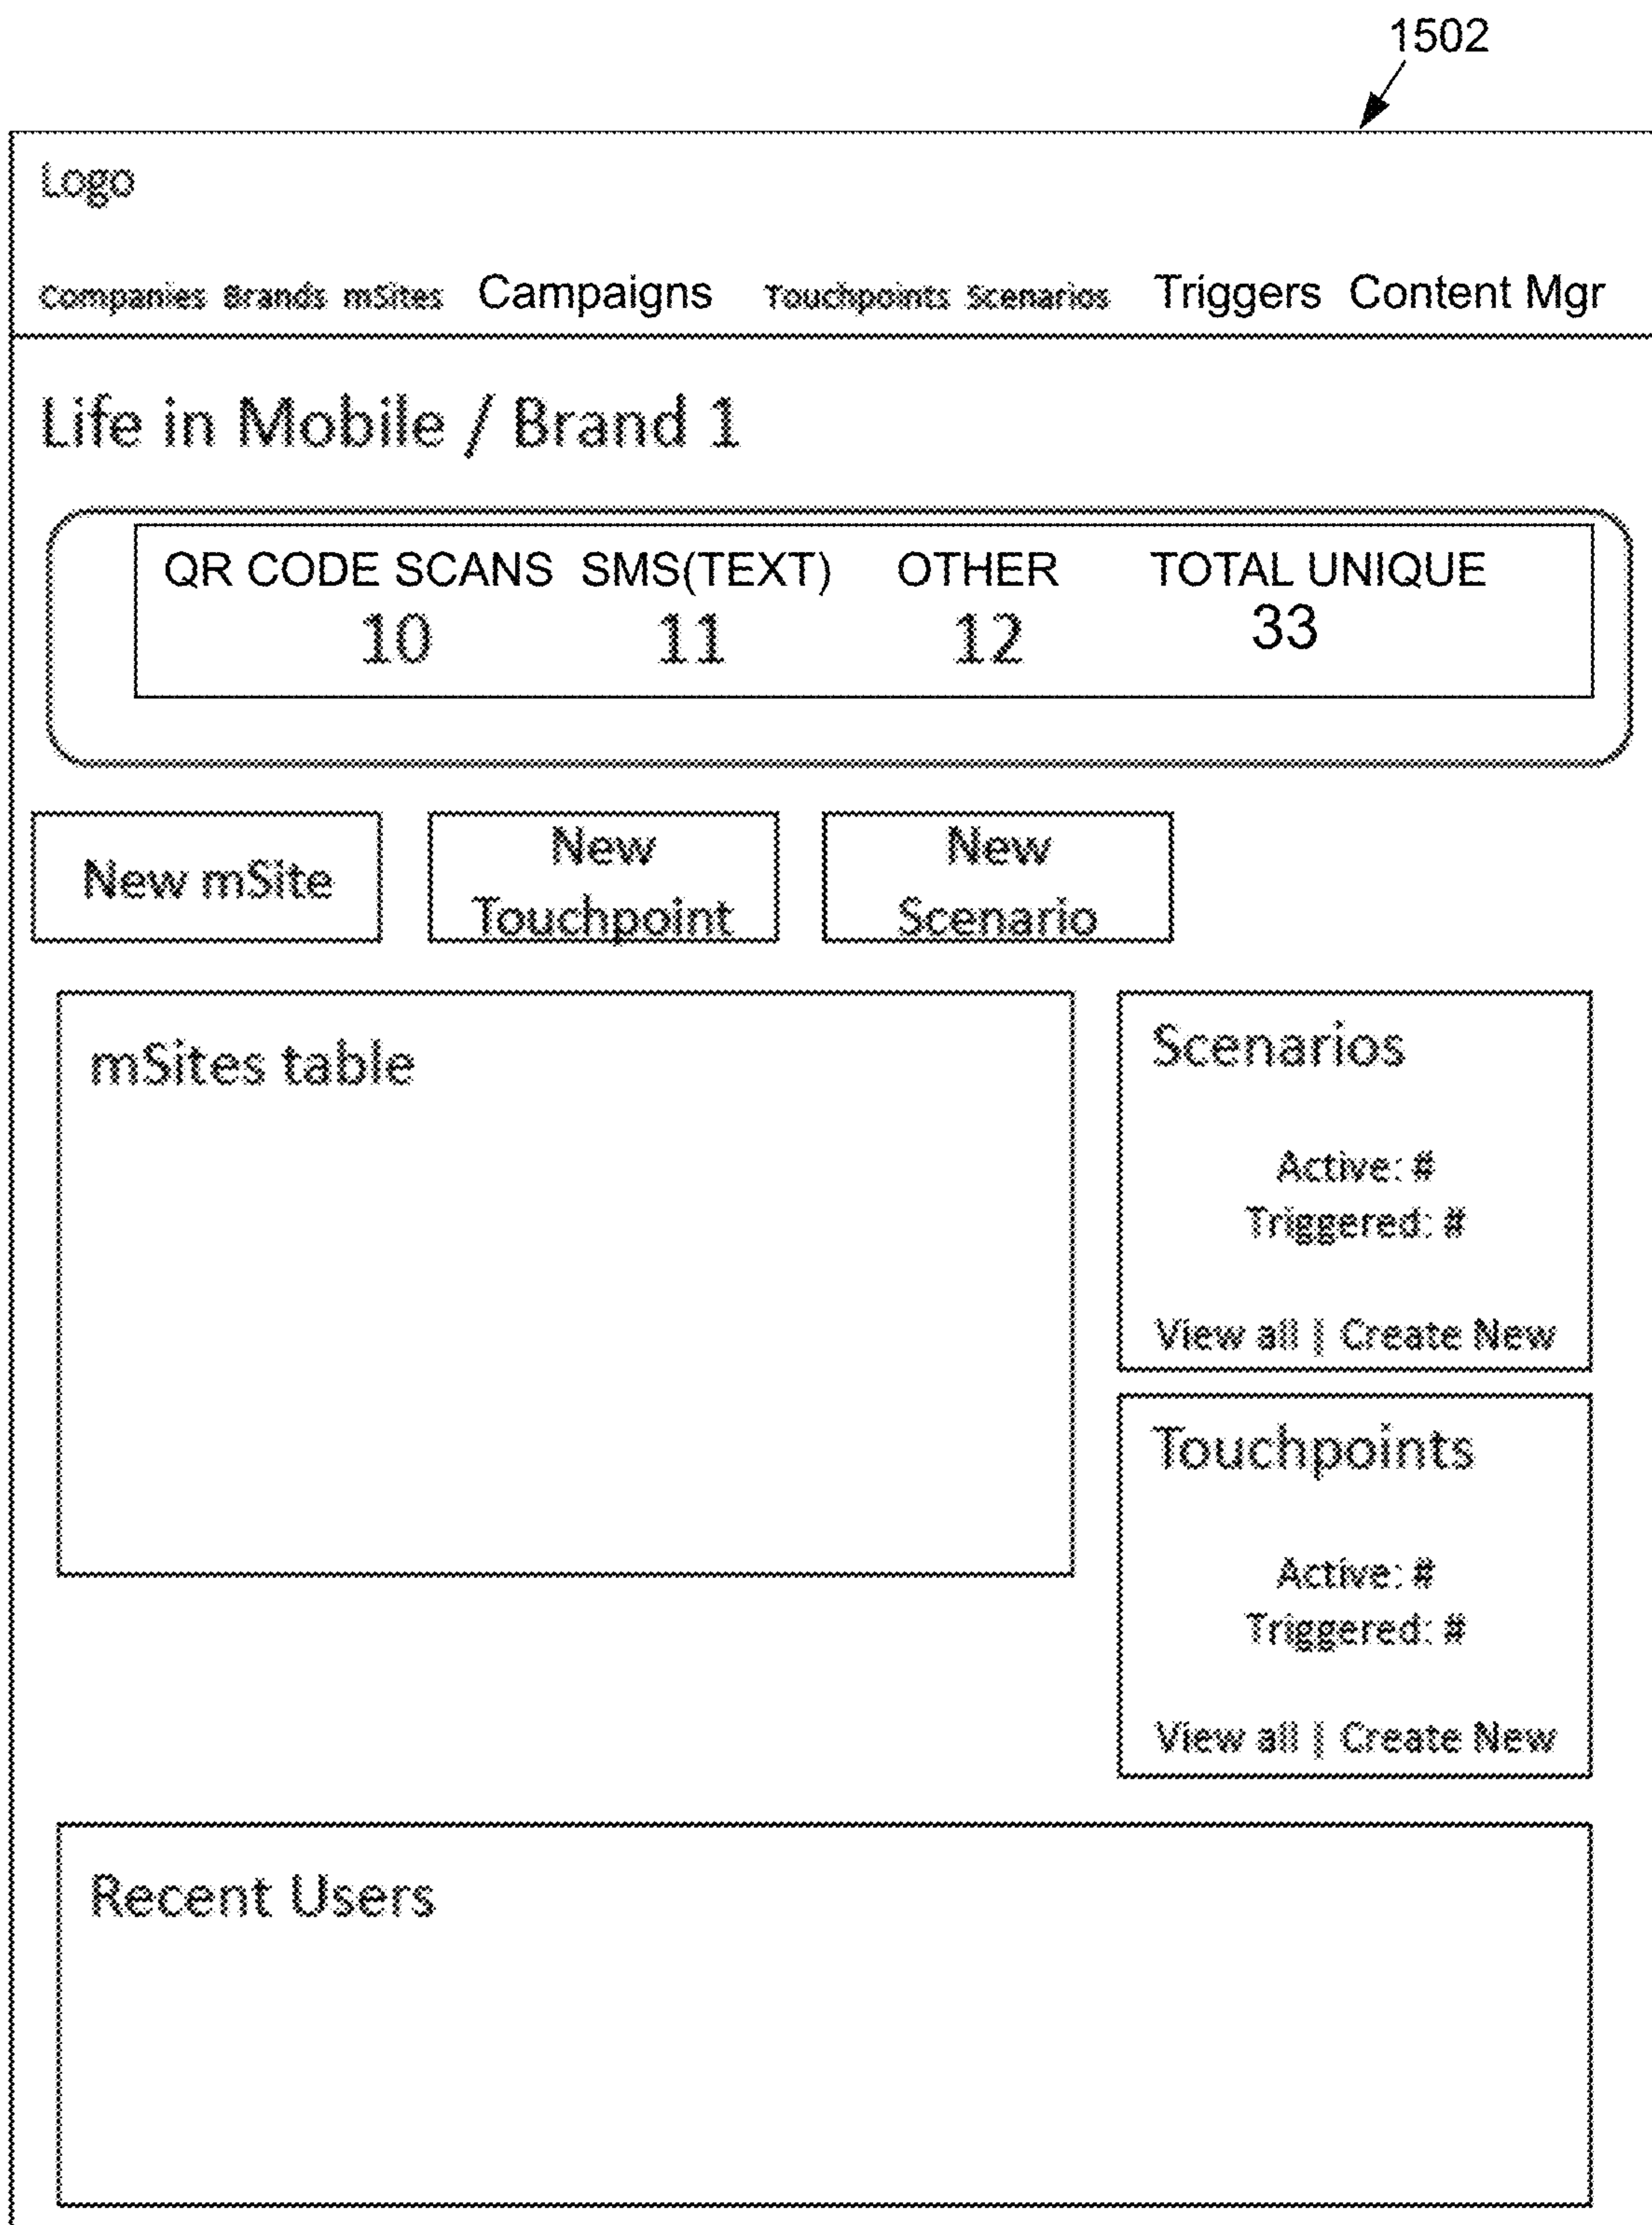 1502
Logo
Companies Brands mSites Campaigns Touchpoints Scenarios Triggers Content Mgr
Life in Mobile / Brand 1
QR CODE SCANS SMS(TEXT) OTHER TOTAL UNIQUE
10 11 12 33
New mSite
New
Touchpoint
New
Scenario
mSites table
Scenarios
Active: #
Triggered: #
View all | Create New
Touchpoints
Active: #
Triggered: #
View all | Create New
Recent Users